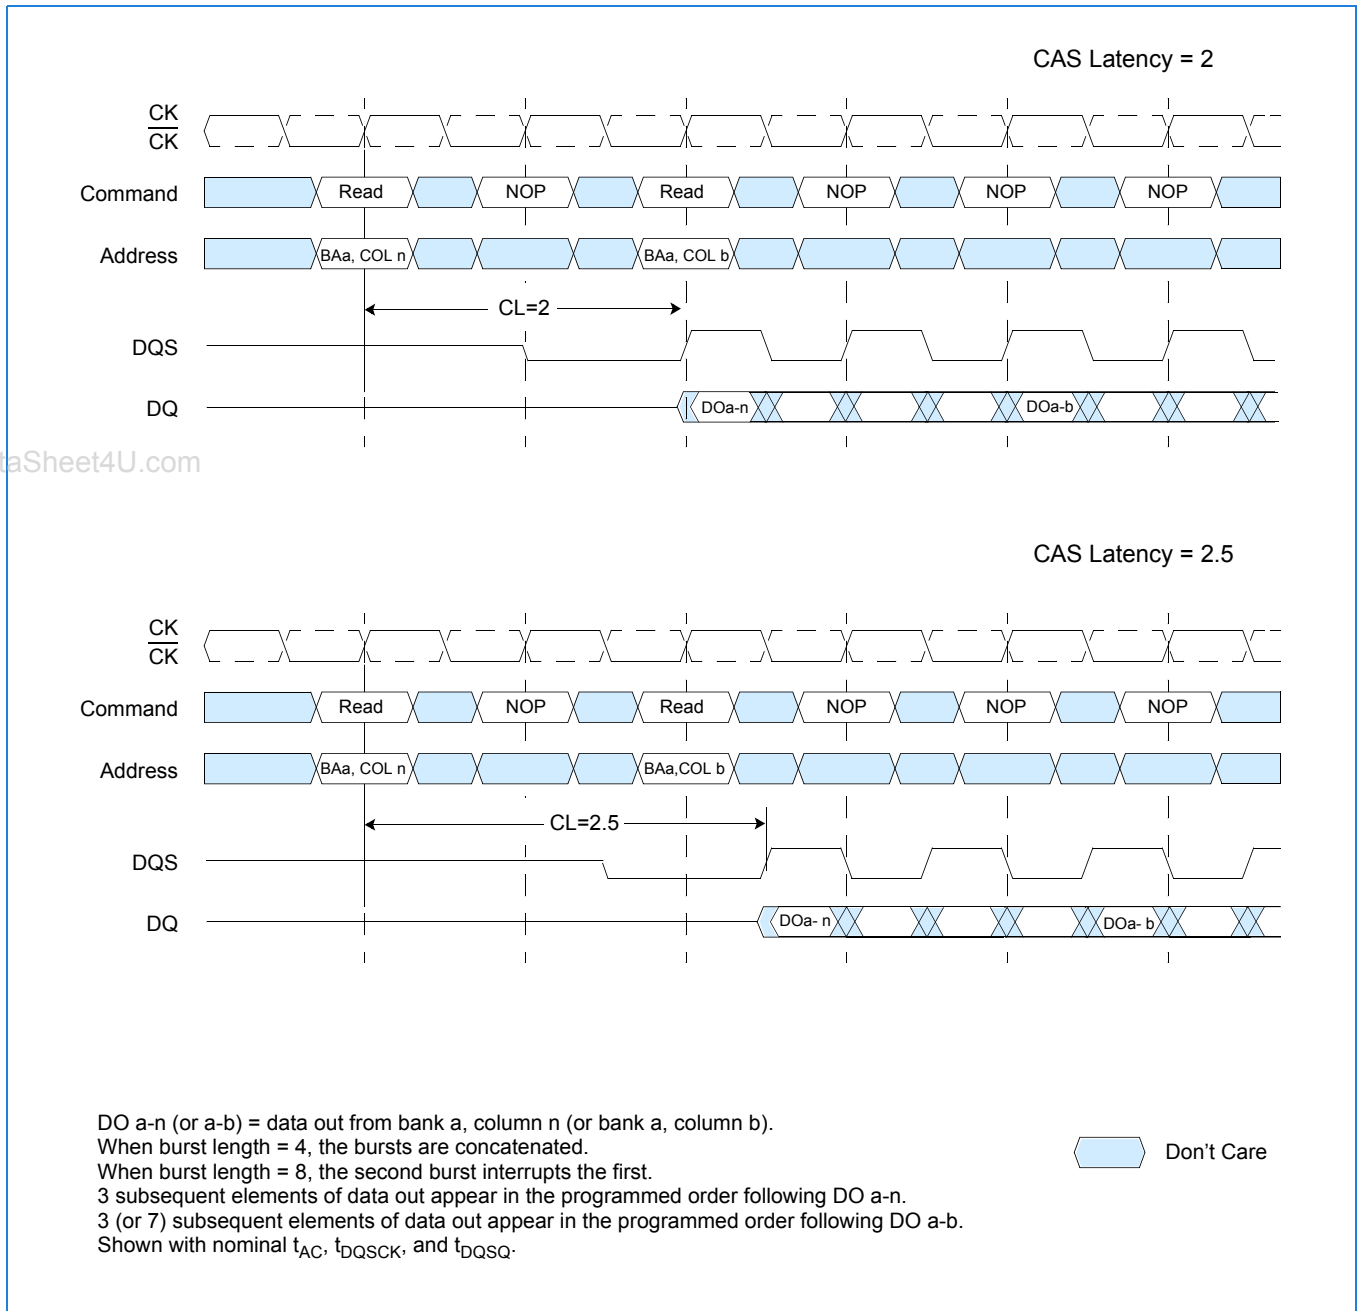 CAS Latency = 2
CK
CK
Command Read NOP Read NOP NOP NOP
Address BAa, COL n BAa, COL b
CL=2
DQS
DQ DOa-n DOa-b
taSheet4U.com
CAS Latency = 2.5
CK
CK
Command Read NOP Read NOP NOP NOP
Address BAa, COL n BAa,COL b
CL=2.5
DQS
DQ DOa- n DOa- b
DO a-n (or a-b) = data out from bank a, column n (or bank a, column b).
When burst length = 4, the bursts are concatenated.
When burst length = 8, the second burst interrupts the first.
3 subsequent elements of data out appear in the programmed order following DO a-n.
3 (or 7) subsequent elements of data out appear in the programmed order following DO a-b.
Shown with nominal tAC, tDQSCK, and tDQSQ.
Don't Care